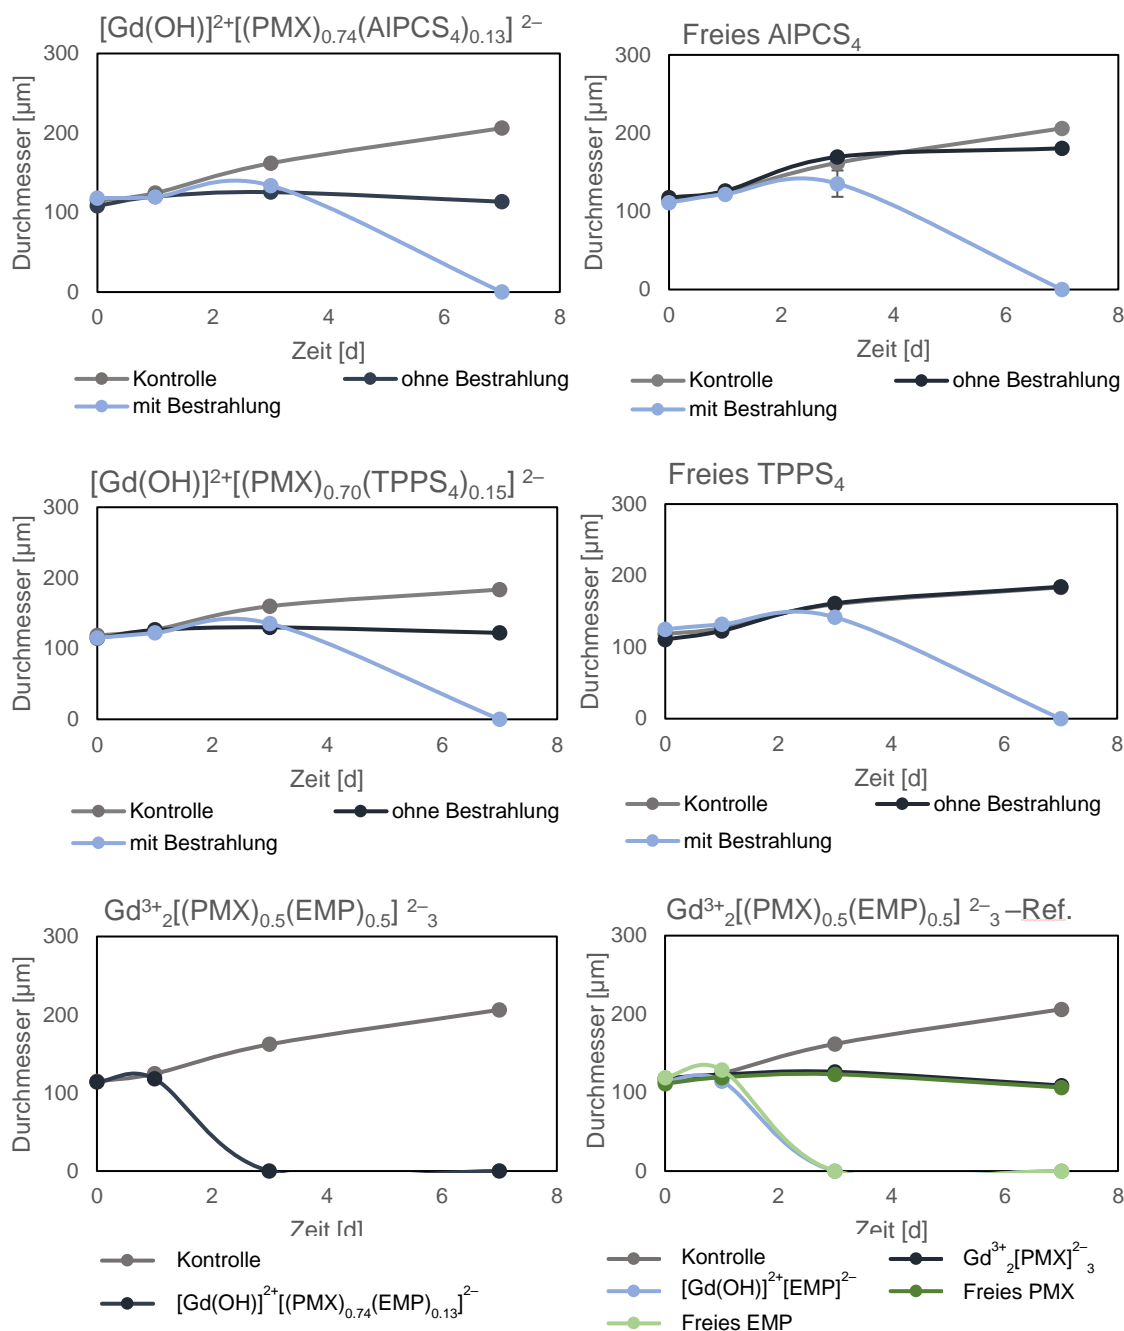 [Gd(OH)]²⁺[(PMX)₀.₇₄(AlPCS₄)₀.₁₃] ²⁻
300
200
100
0
Durchmesser [µm]
0 2 4 6 8
Zeit [d]
Kontrolle
ohne Bestrahlung
mit Bestrahlung
Freies AlPCS₄
300
200
100
0
Durchmesser [µm]
0 2 4 6 8
Zeit [d]
Kontrolle
ohne Bestrahlung
mit Bestrahlung
[Gd(OH)]²⁺[(PMX)₀.₇₀(TPPS₄)₀.₁₅] ²⁻
300
200
100
0
Durchmesser [µm]
0 2 4 6 8
Zeit [d]
Kontrolle
ohne Bestrahlung
mit Bestrahlung
Freies TPPS₄
300
200
100
0
Durchmesser [µm]
0 2 4 6 8
Zeit [d]
Kontrolle
ohne Bestrahlung
mit Bestrahlung
Gd³⁺₂[(PMX)₀.₅(EMP)₀.₅] ²⁻₃
300
200
100
0
Durchmesser [µm]
0 2 4 6 8
Zeit [d]
Kontrolle
[Gd(OH)]²⁺[(PMX)₀.₇₄(EMP)₀.₁₃]²⁻
Gd³⁺₂[(PMX)₀.₅(EMP)₀.₅] ²⁻₃ –Ref.
300
200
100
0
Durchmesser [µm]
0 2 4 6 8
Zeit [d]
Kontrolle
Gd³⁺₂[PMX]²⁻₃
[Gd(OH)]²⁺[EMP]²⁻
Freies PMX
Freies EMP